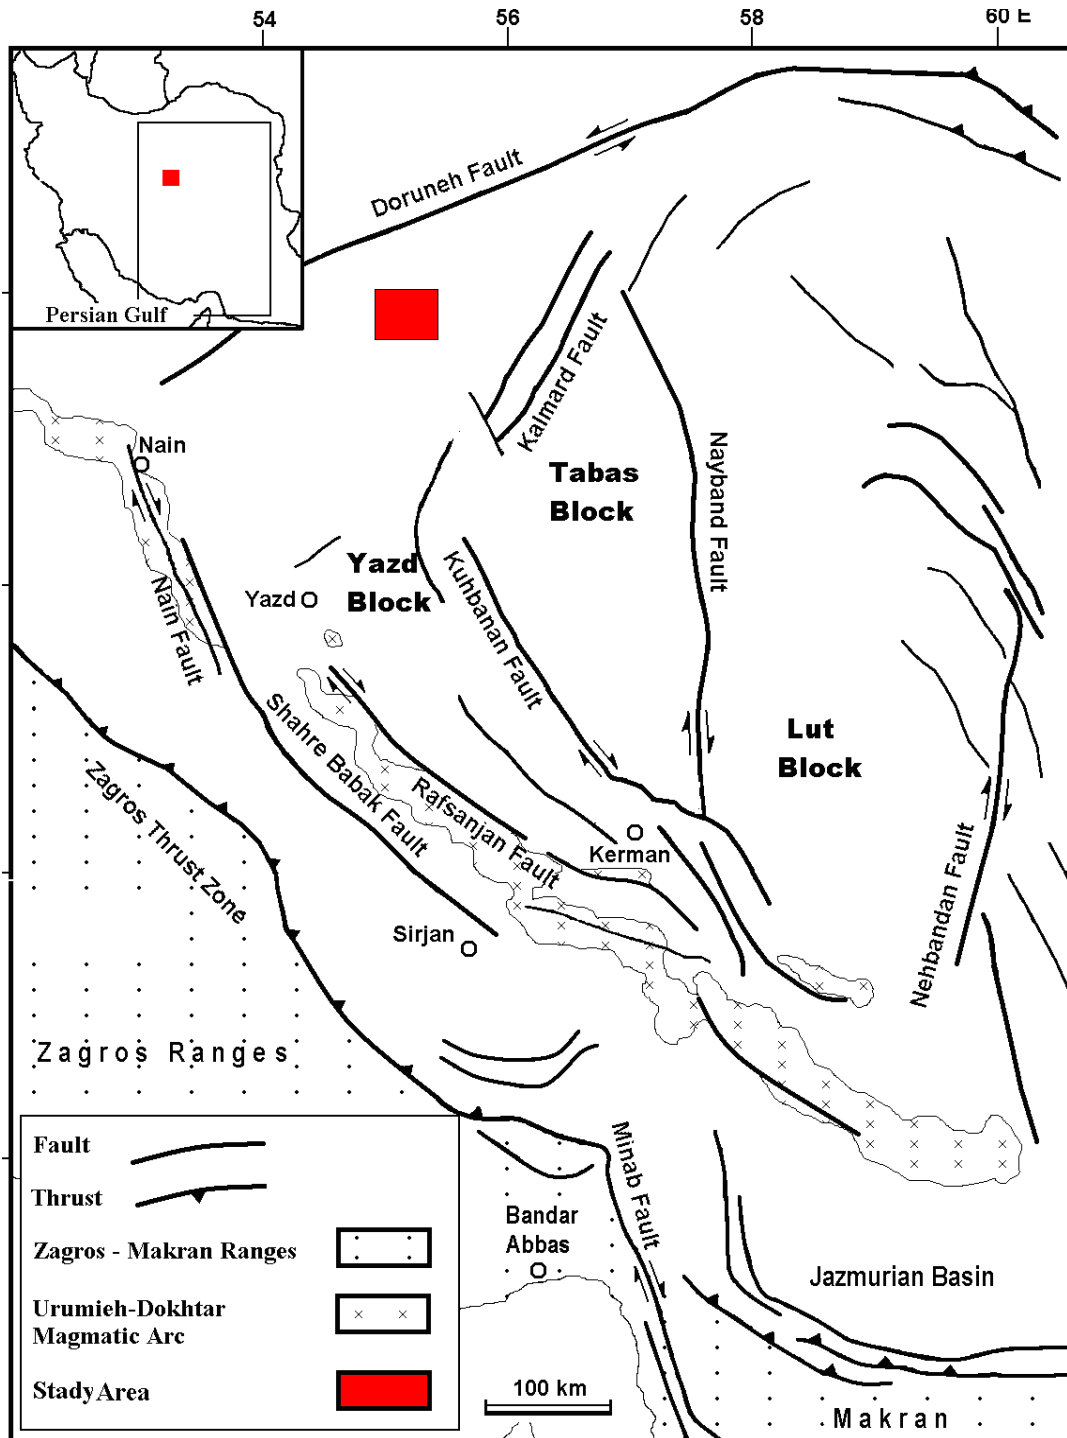 54
56
58
60 E
Persian Gulf
Doruneh Fault
Kalmard Fault
Nain
Tabas
Block
Nayband Fault
Yazd
Block
Yazd
Kuhbanan Fault
Nain Fault
Shahre Babak Fault
Lut
Block
Zagros Thrust Zone
Rafsanjan Fault
Kerman
Nehbandan Fault
Sirjan
Zagros Ranges
Minab Fault
Bandar
Abbas
Jazmurian Basin
Makran
100 km
Fault
Thrust
Zagros - Makran Ranges
Urumieh-Dokhtar
Magmatic Arc
Stady Area